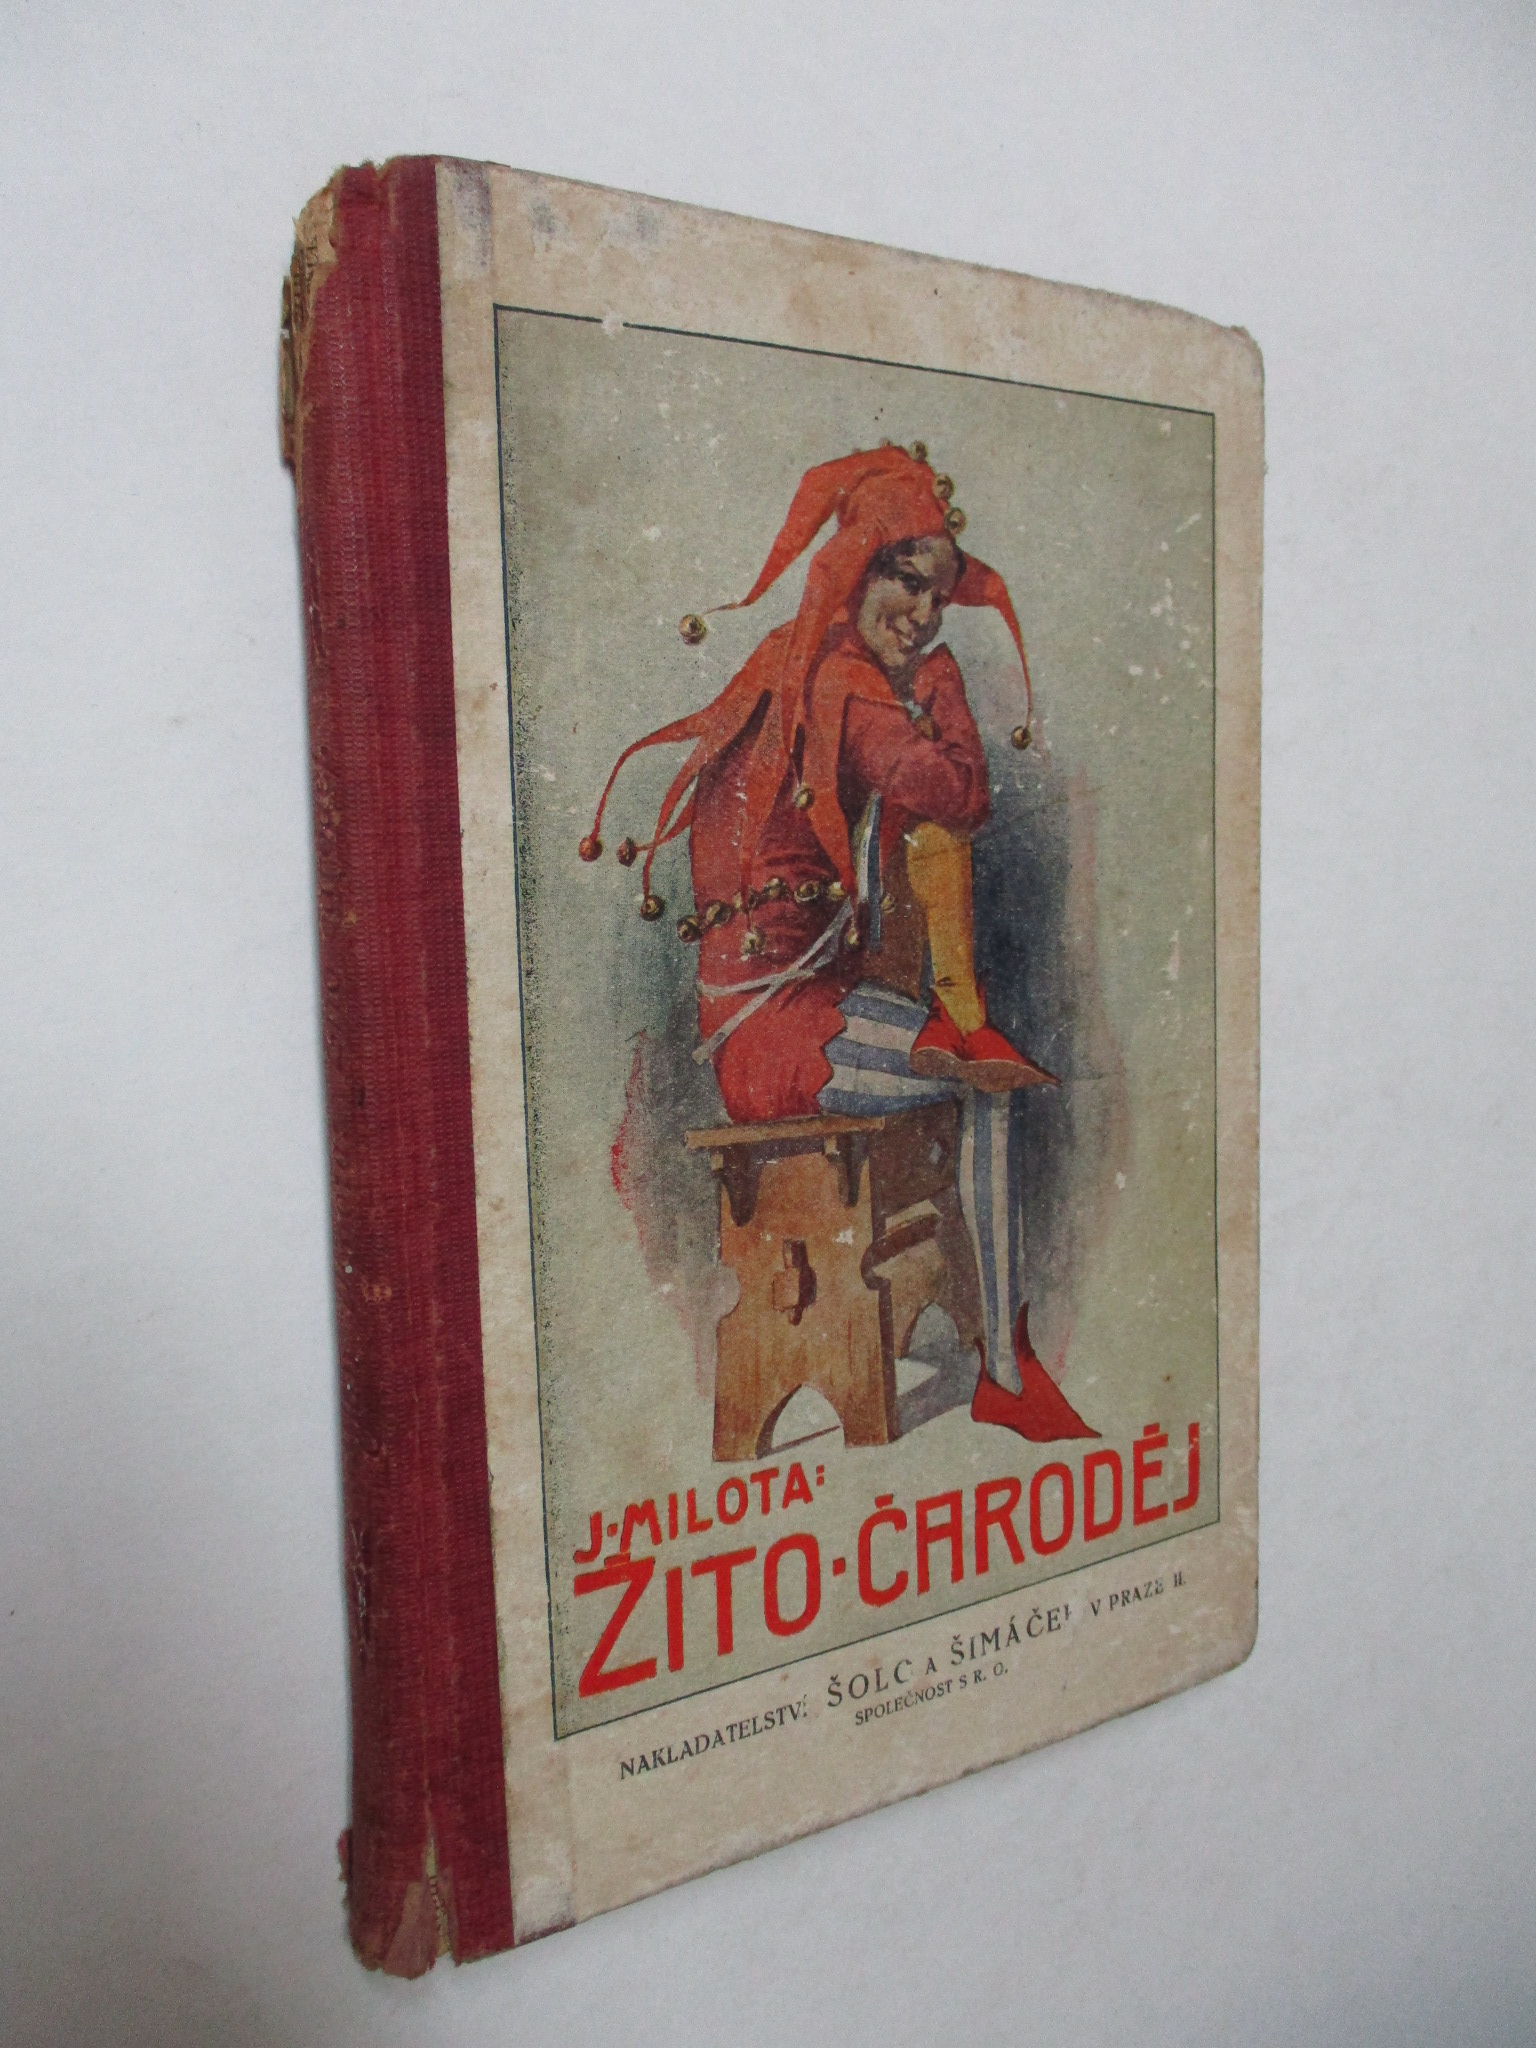 J. MILOTA:
ŽITO-ČARODĚJ
NAKLADATELSTVÍ ŠOLC A ŠIMÁČEK V PRAZE II.
SPOLEČNOST S R. O.